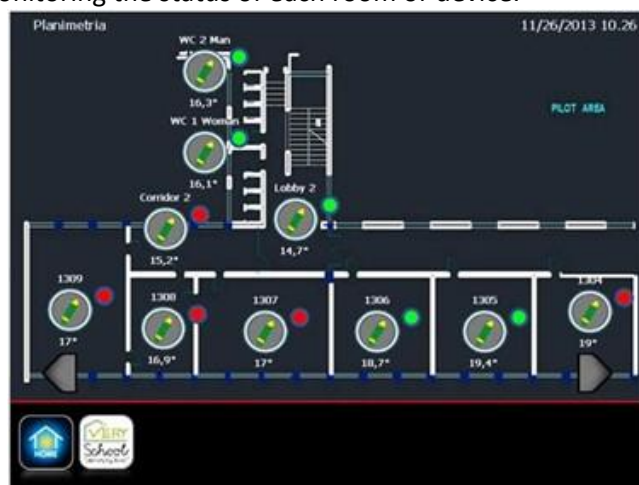 onitoring the status of each room or device.
Planimetria
11/26/2013 10.26
WC 2 Man
16,3°
PILOT AREA
WC 1 Woman
16,1°
Corridor 2
15,2°
Lobby 2
14,7°
1309
17°
1308
16,9°
1307
17°
1306
18,7°
1305
19,4°
1304
19°
HOME
VERY
School